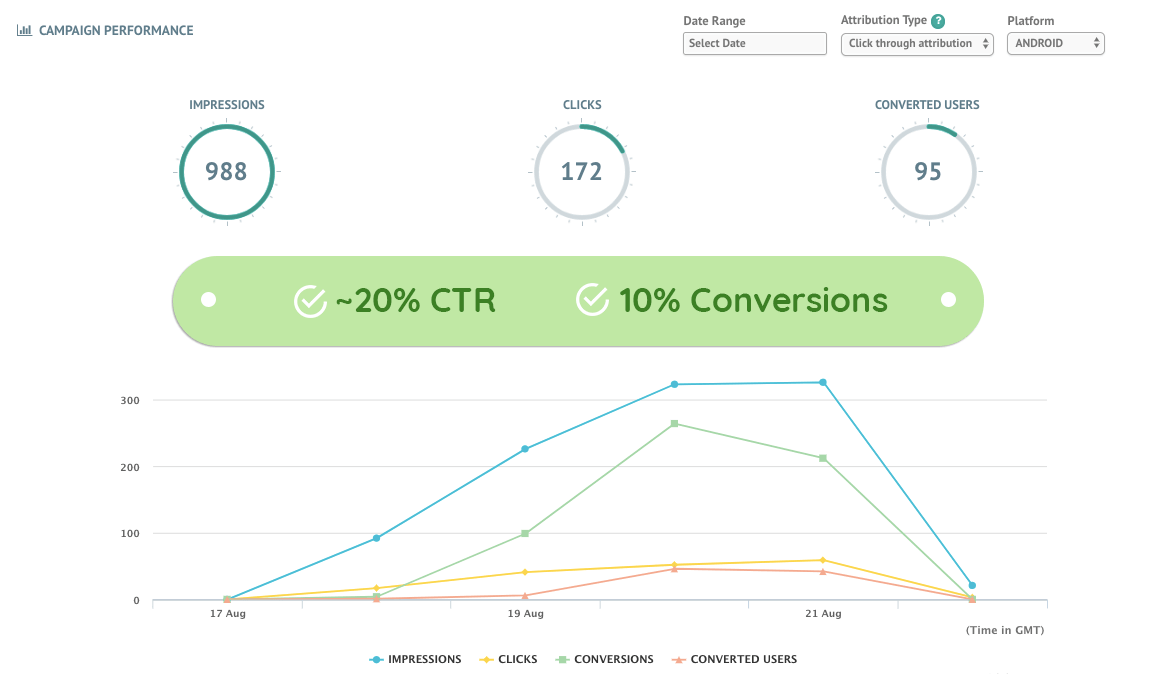 CAMPAIGN PERFORMANCE
Date Range
Select Date
Attribution Type ?
Click through attribution
Platform
ANDROID
IMPRESSIONS
988
CLICKS
172
CONVERTED USERS
95
~20% CTR
10% Conversions
300
200
100
0
17 Aug
19 Aug
21 Aug
(Time in GMT)
IMPRESSIONS
CLICKS
CONVERSIONS
CONVERTED USERS